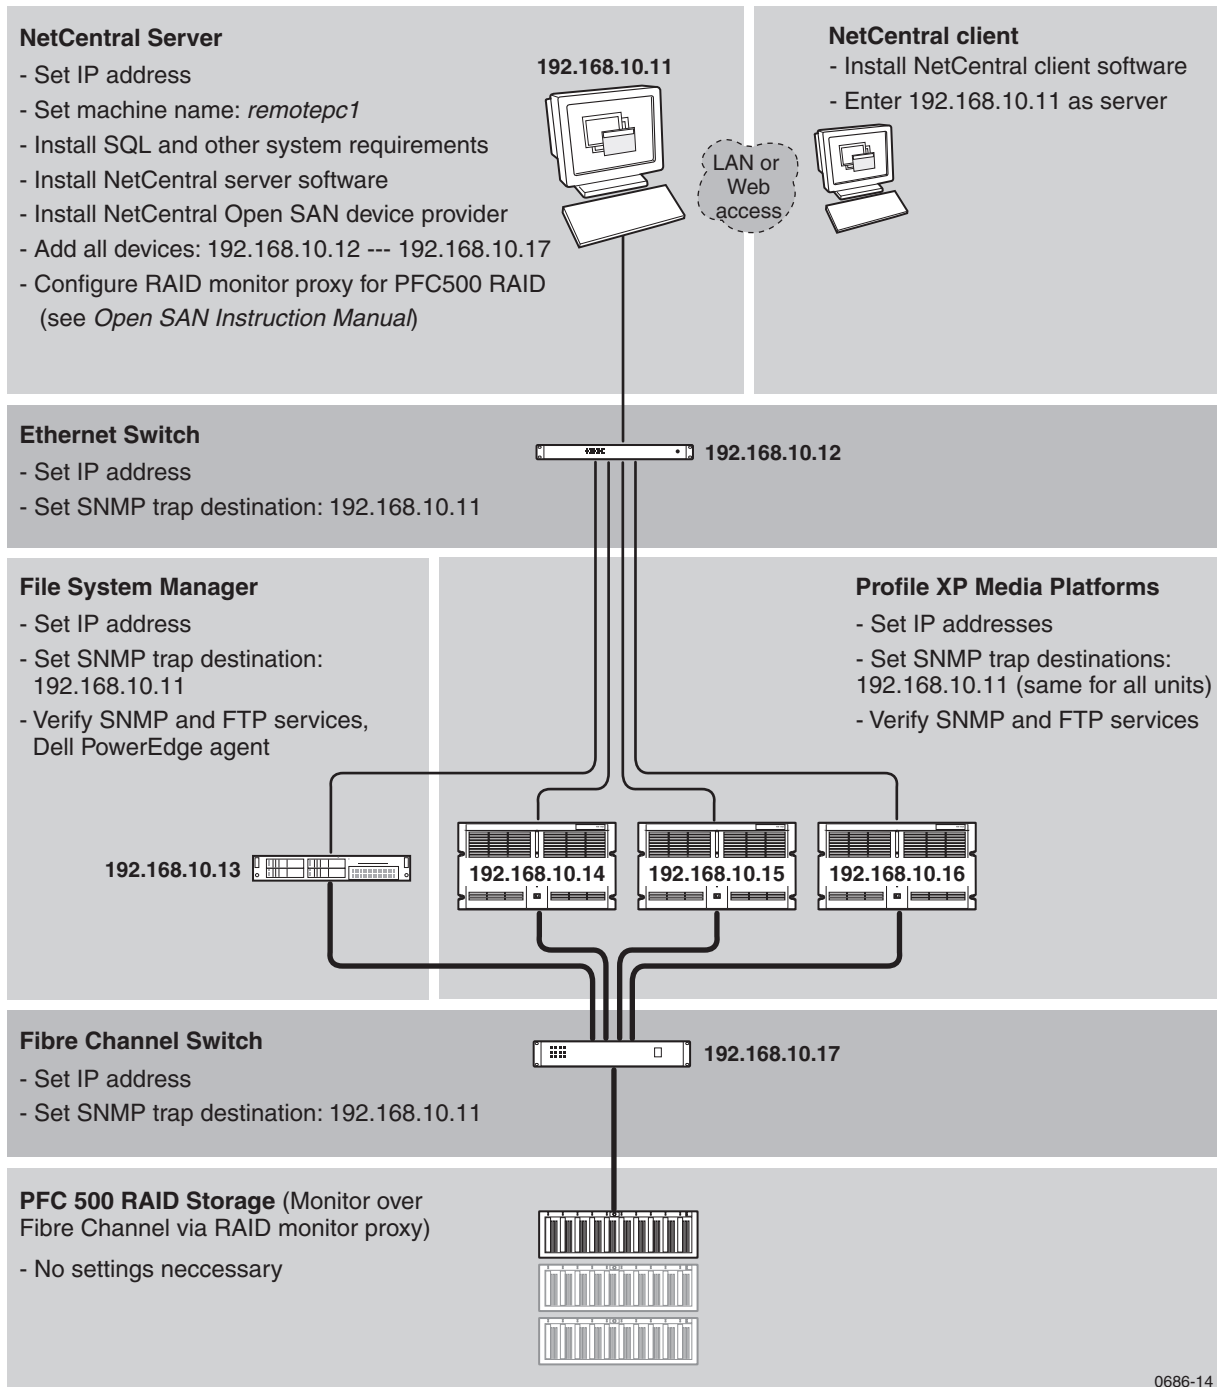 NetCentral Server
- Set IP address
- Set machine name: remotepc1
- Install SQL and other system requirements
- Install NetCentral server software
- Install NetCentral Open SAN device provider
- Add all devices: 192.168.10.12 --- 192.168.10.17
- Configure RAID monitor proxy for PFC500 RAID
(see Open SAN Instruction Manual)
192.168.10.11
LAN or
Web
access
NetCentral client
- Install NetCentral client software
- Enter 192.168.10.11 as server
Ethernet Switch
- Set IP address
- Set SNMP trap destination: 192.168.10.11
192.168.10.12
File System Manager
- Set IP address
- Set SNMP trap destination:
192.168.10.11
- Verify SNMP and FTP services,
Dell PowerEdge agent
192.168.10.13
Profile XP Media Platforms
- Set IP addresses
- Set SNMP trap destinations:
192.168.10.11 (same for all units)
- Verify SNMP and FTP services
192.168.10.14
192.168.10.15
192.168.10.16
Fibre Channel Switch
- Set IP address
- Set SNMP trap destination: 192.168.10.11
192.168.10.17
PFC 500 RAID Storage (Monitor over
Fibre Channel via RAID monitor proxy)
- No settings neccessary
0686-14